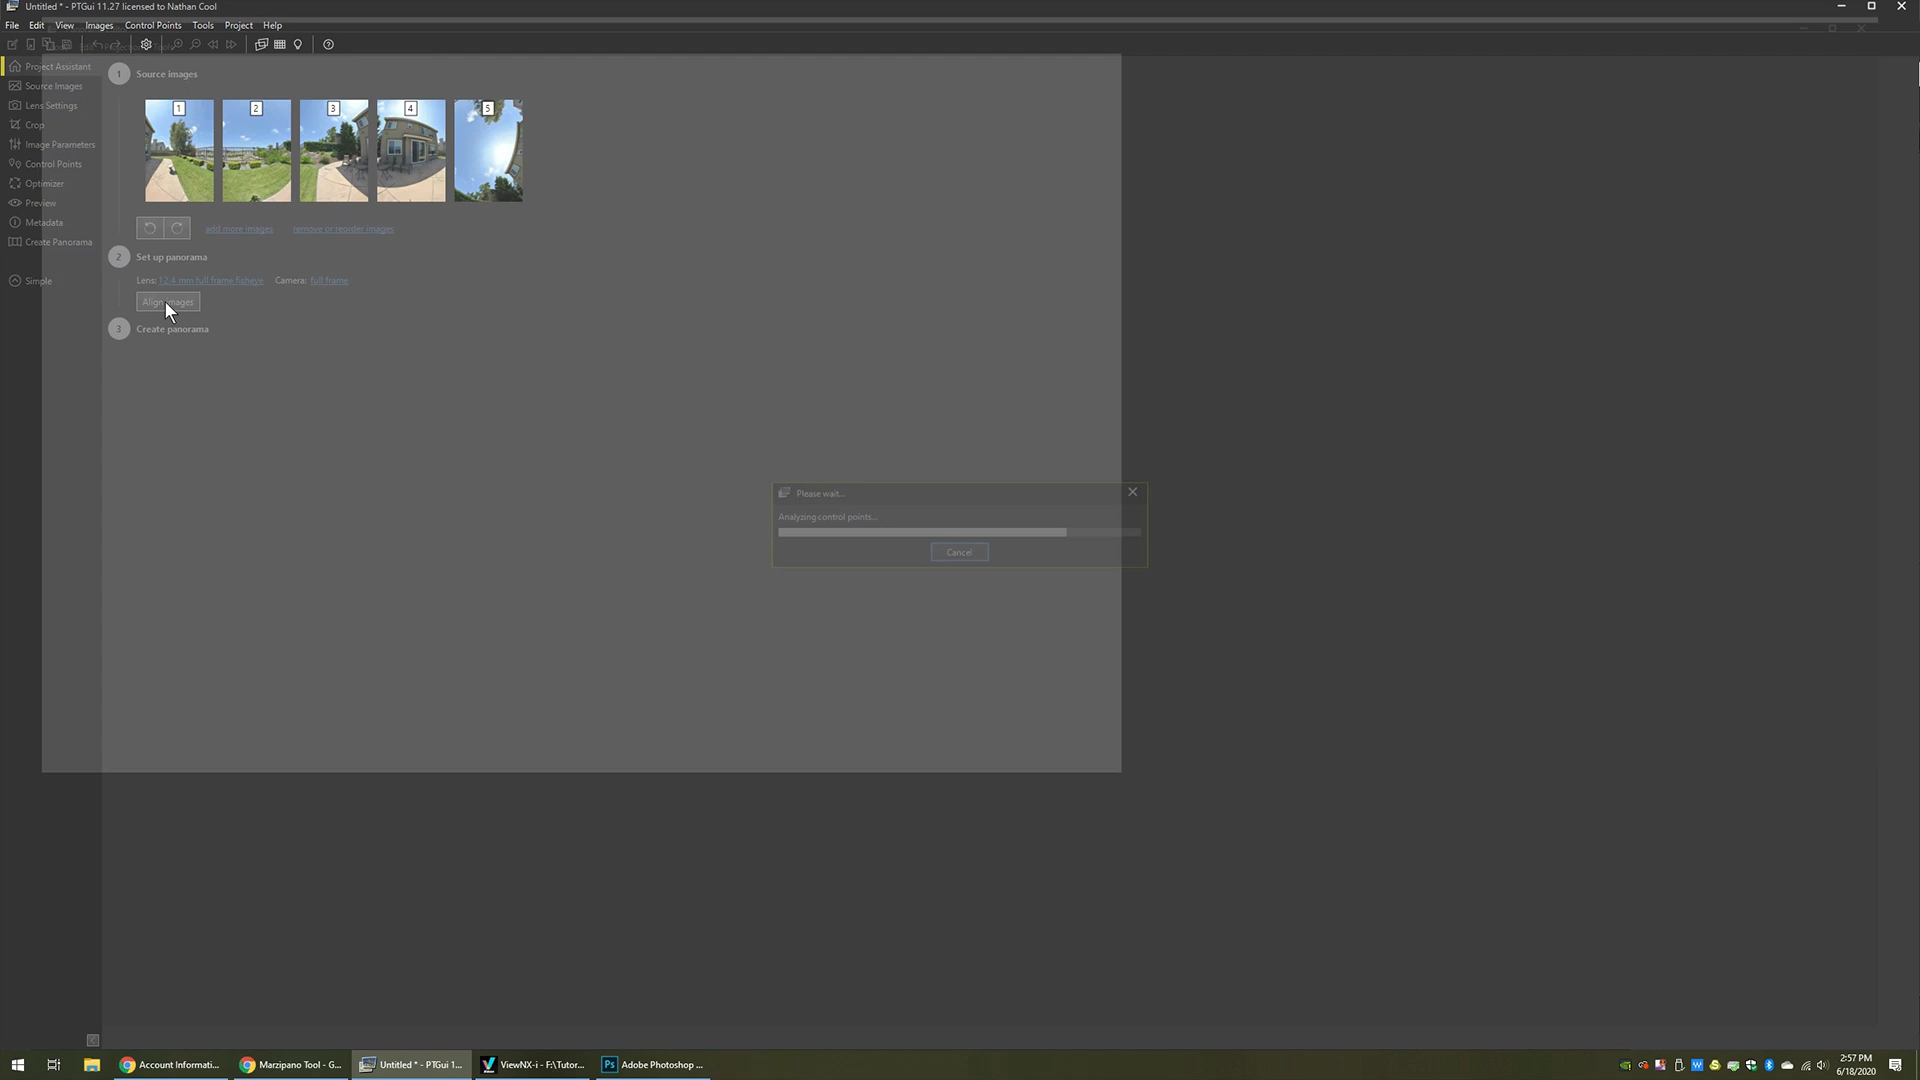 Untitled * - PTGui 11.27 licensed to Nathan Cool
File Edit View Images Control Points Tools Project Help
Project Assistant
Source Images
Lens Settings
Crop
Image Parameters
Control Points
Optimizer
Preview
Metadata
Create Panorama
Simple
1 Source images
1 2 3 4 5
add more images remove or reorder images
2 Set up panorama
Lens: 12.4 mm full frame fisheye Camera: full frame
Align images
3 Create panorama
Please wait...
Analyzing control points...
Cancel
Account Informati...
Marzipano Tool - G...
Untitled * - PTGui 1...
ViewNX-i - F:\Tutor...
Ps Adobe Photoshop ...
2:57 PM
6/18/2020